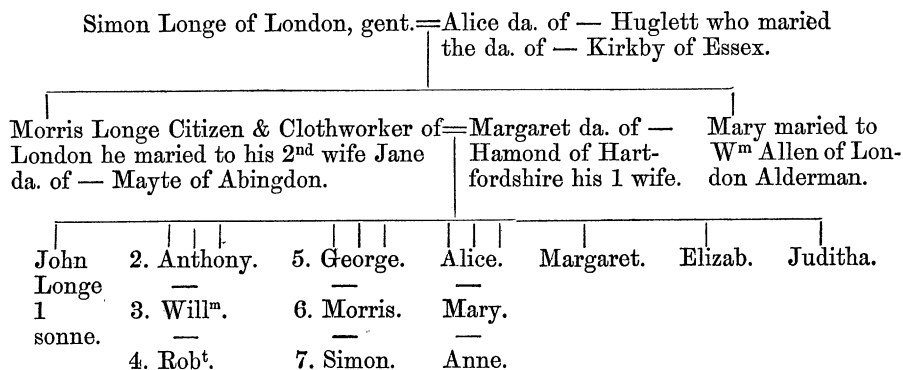 Simon Longe of London, gent.=Alice da. of — Huglett who maried
the da. of — Kirkby of Essex.
Morris Longe Citizen & Clothworker of=Margaret da. of —
London he maried to his 2nd wife Jane
da. of — Mayte of Abingdon.
Hamond of Hart-
fordshire his 1 wife.
Mary maried to
Wm Allen of Lon-
don Alderman.
John
Longe
1
sonne.
2. Anthony.
—
3. Willm.
—
4. Robt.
5. George.
—
6. Morris.
—
7. Simon.
Alice.
—
Mary.
—
Anne.
Margaret.
Elizab.
Juditha.